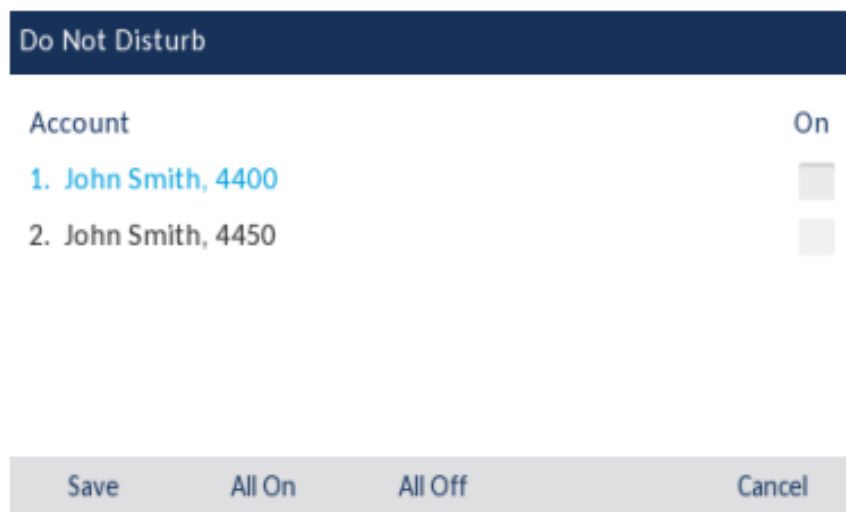 Do Not Disturb
Account On
1. John Smith, 4400
2. John Smith, 4450
Save All On All Off Cancel